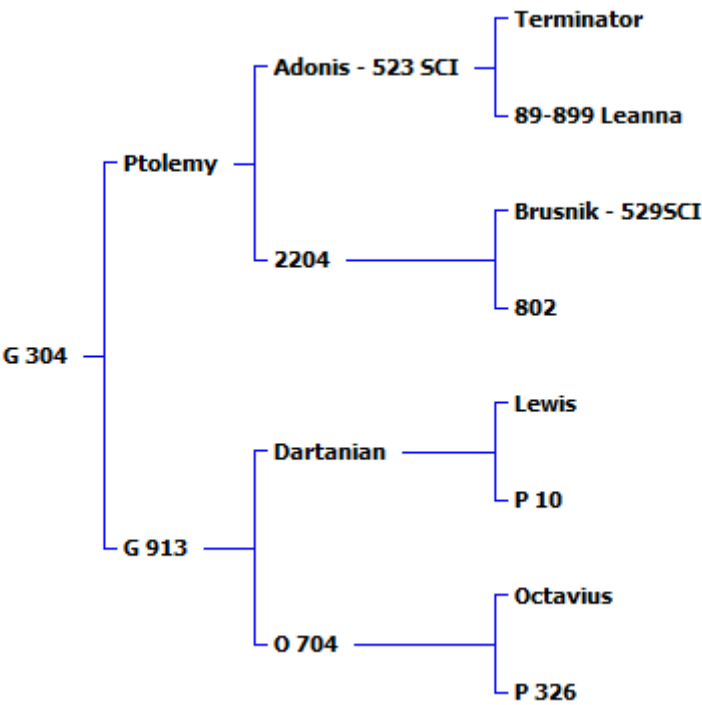 Terminator
Adonis - 523 SCI
89-899 Leanna
Ptolemy
Brusnik - 529SCI
2204
802
G 304
Lewis
Dartanian
P 10
G 913
Octavius
O 704
P 326